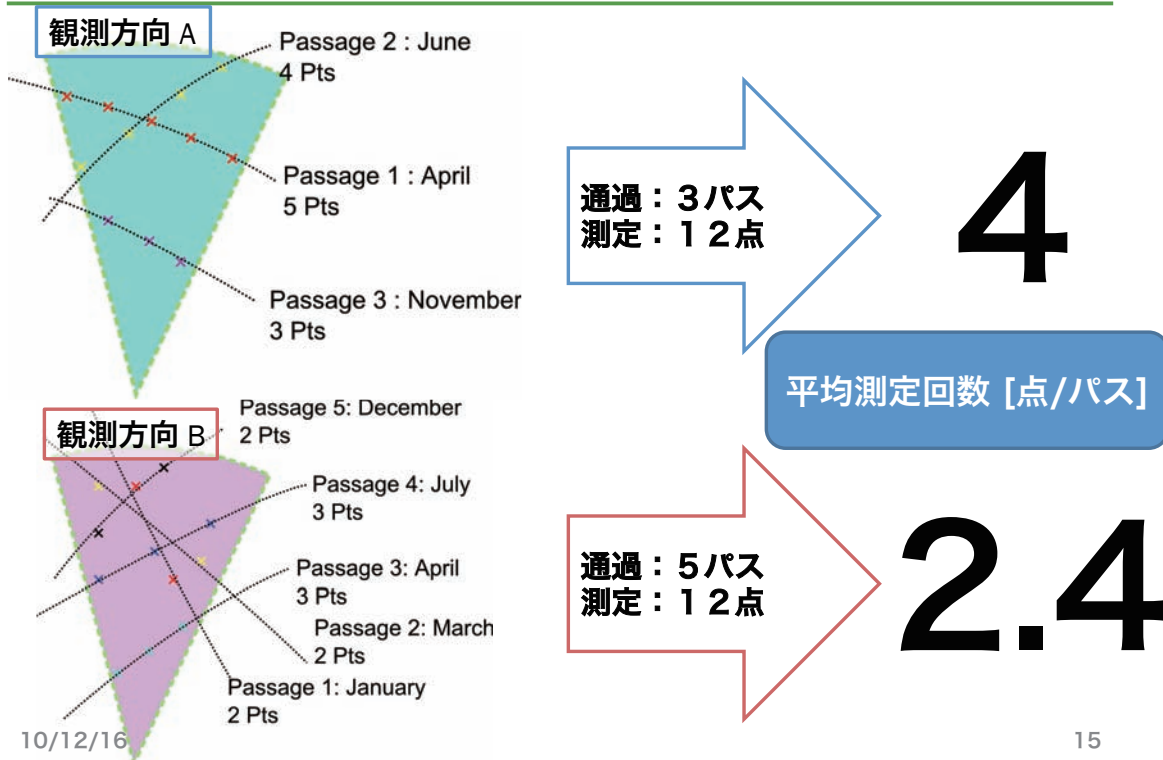 観測方向 A
Passage 2 : June
4 Pts
Passage 1 : April
5 Pts
Passage 3 : November
3 Pts
通過：３パス
測定：１２点
4
平均測定回数 [点/パス]
観測方向 B
Passage 5: December
2 Pts
Passage 4: July
3 Pts
Passage 3: April
3 Pts
Passage 2: March
2 Pts
Passage 1: January
2 Pts
通過：５パス
測定：１２点
2.4
10/12/16
15